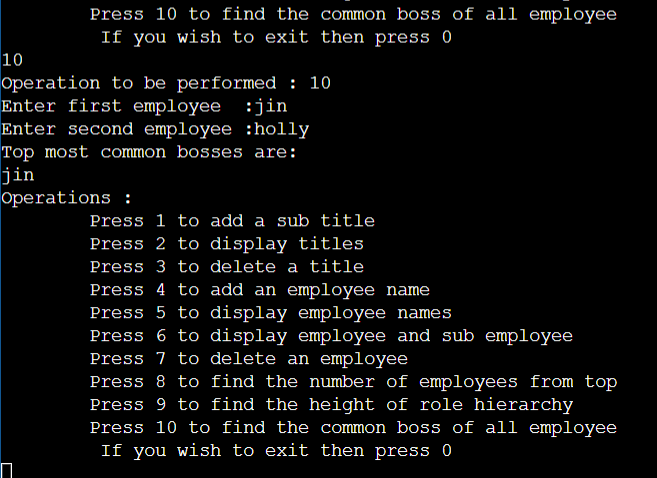 Press 10 to find the common boss of all employee
If you wish to exit then press 0
10
Operation to be performed : 10
Enter first employee  :jin
Enter second employee :holly
Top most common bosses are:
jin
Operations :
Press 1 to add a sub title
Press 2 to display titles
Press 3 to delete a title
Press 4 to add an employee name
Press 5 to display employee names
Press 6 to display employee and sub employee
Press 7 to delete an employee
Press 8 to find the number of employees from top
Press 9 to find the height of role hierarchy
Press 10 to find the common boss of all employee
If you wish to exit then press 0